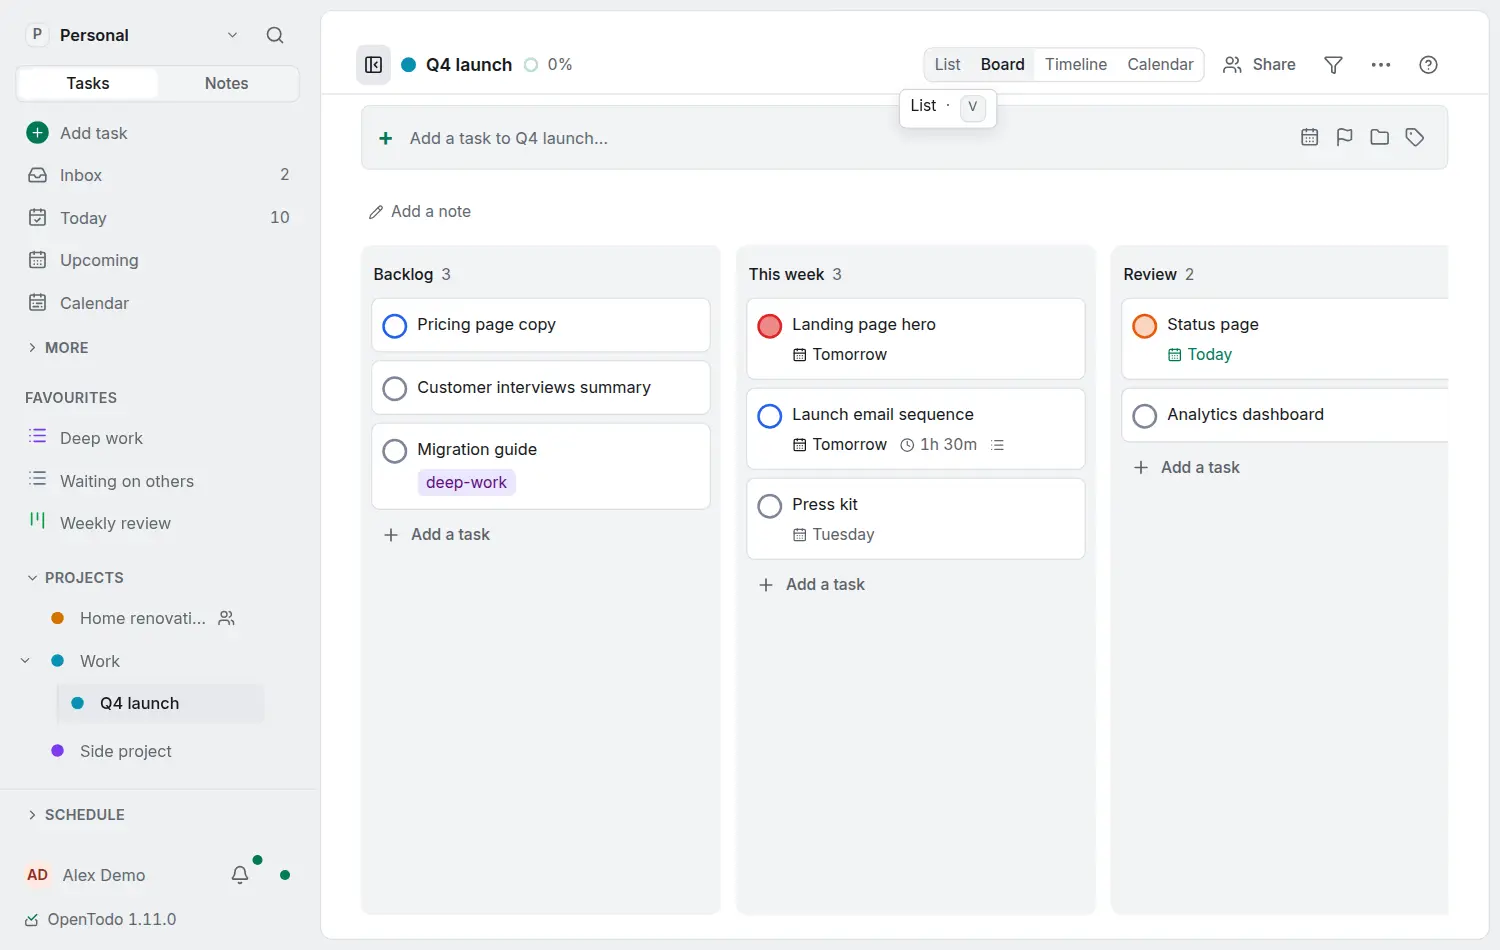 P Personal
Tasks Notes
Add task
Inbox 2
Today 10
Upcoming
Calendar
MORE
FAVOURITES
Deep work
Waiting on others
Weekly review
PROJECTS
Home renovati...
Work
Q4 launch
Side project
SCHEDULE
AD Alex Demo
OpenTodo 1.11.0
Q4 launch 0%
List Board Timeline Calendar Share
List · V
Add a task to Q4 launch...
Add a note
Backlog 3
Pricing page copy
Customer interviews summary
Migration guide
deep-work
Add a task
This week 3
Landing page hero
Tomorrow
Launch email sequence
Tomorrow 1h 30m
Press kit
Tuesday
Add a task
Review 2
Status page
Today
Analytics dashboard
Add a task